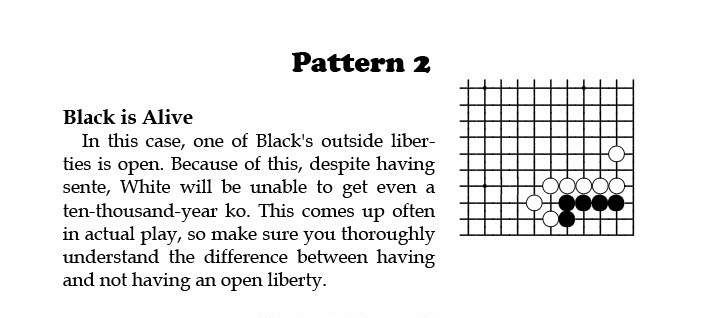 Pattern 2
Black is Alive
In this case, one of Black's outside liber-
ties is open. Because of this, despite having
sente, White will be unable to get even a
ten-thousand-year ko. This comes up often
in actual play, so make sure you thoroughly
understand the difference between having
and not having an open liberty.